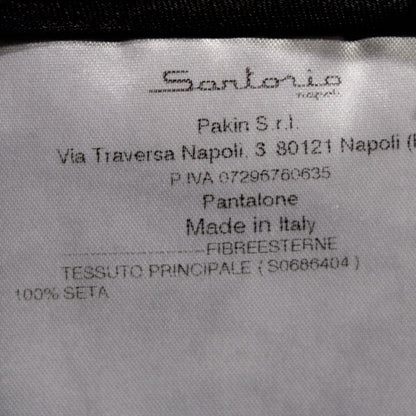 Sartorio
napoli
Pakin S.r.l.
Via Traversa Napoli, 3 80121 Napoli (
P.IVA 07296760635
Pantalone
Made in Italy
FIBREESTERNE
TESSUTO PRINCIPALE ( S0686404 )
100% SETA